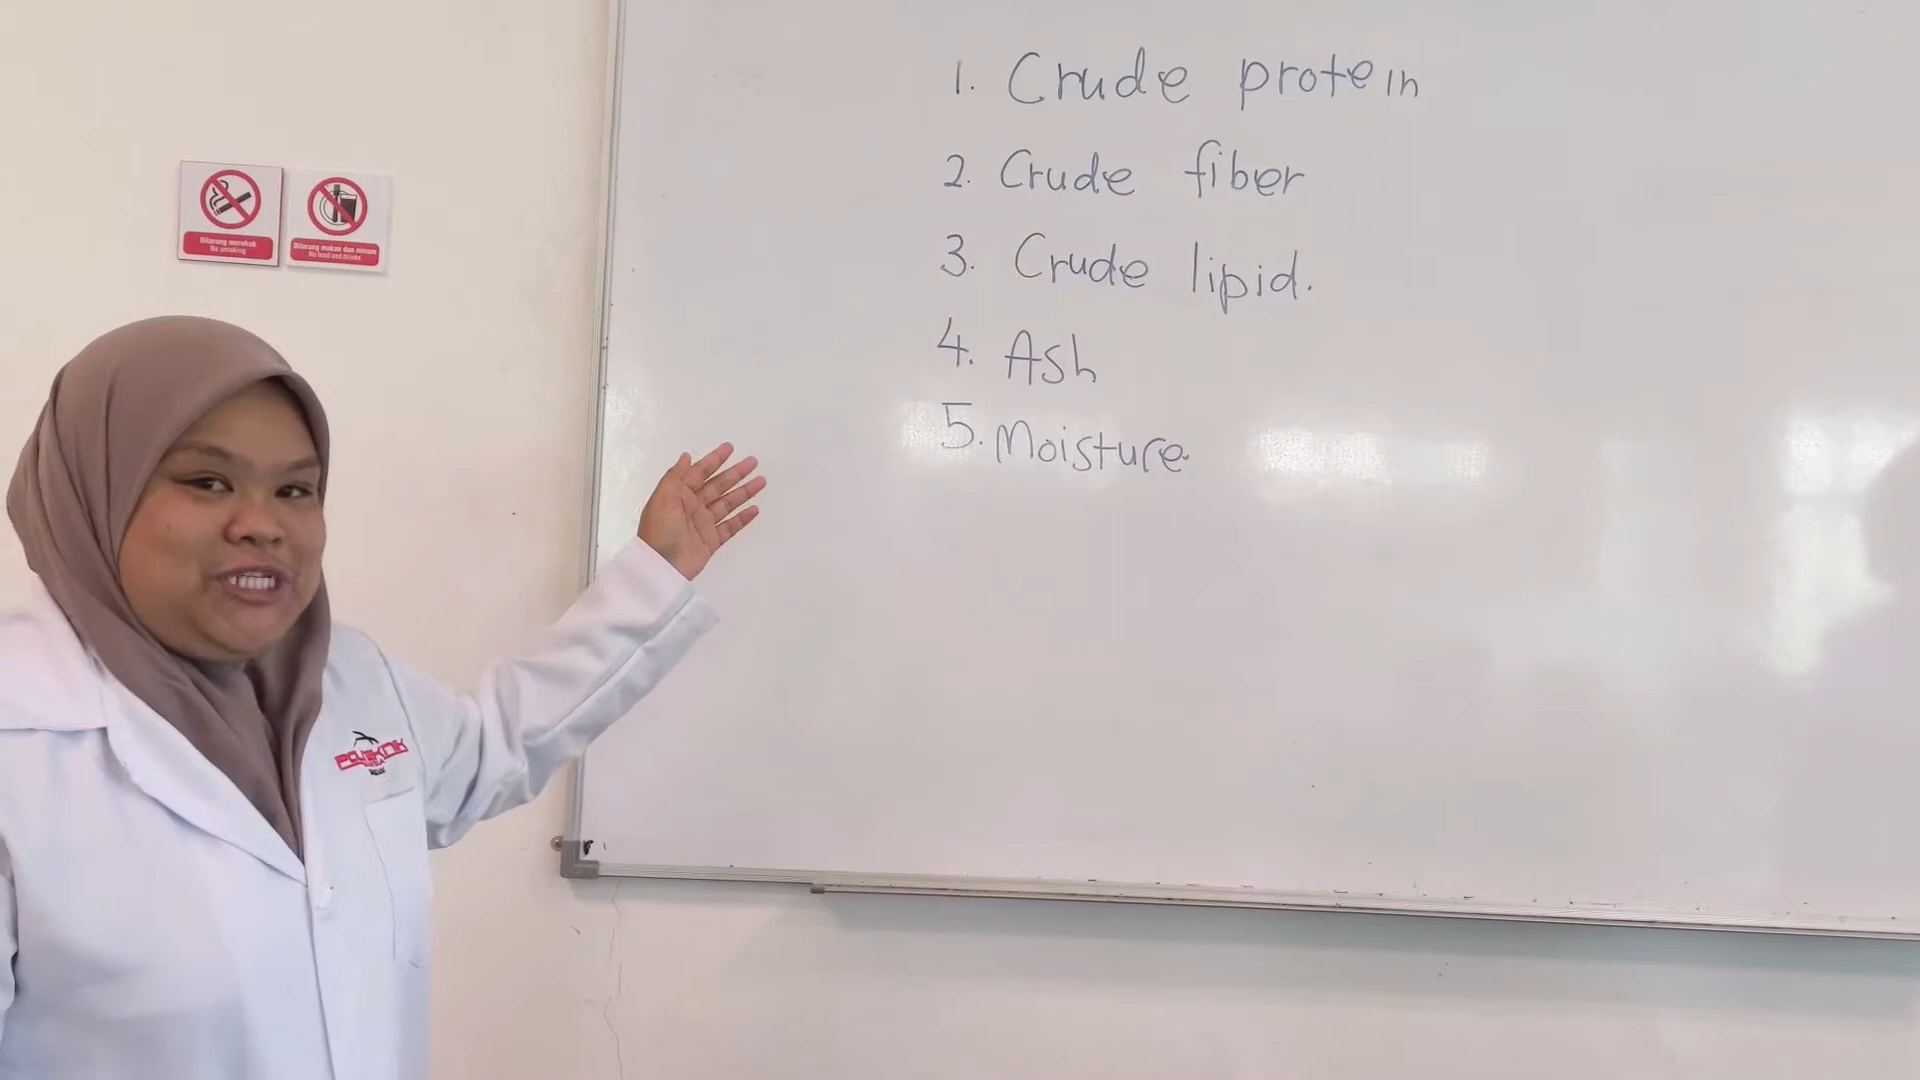 1. Crude protein
2. Crude fiber
3. Crude lipid.
4. Ash
5. Moisture
Dilarang merokok
No smoking
Dilarang makan dan minum
No food and drinks
POLITEKNIK